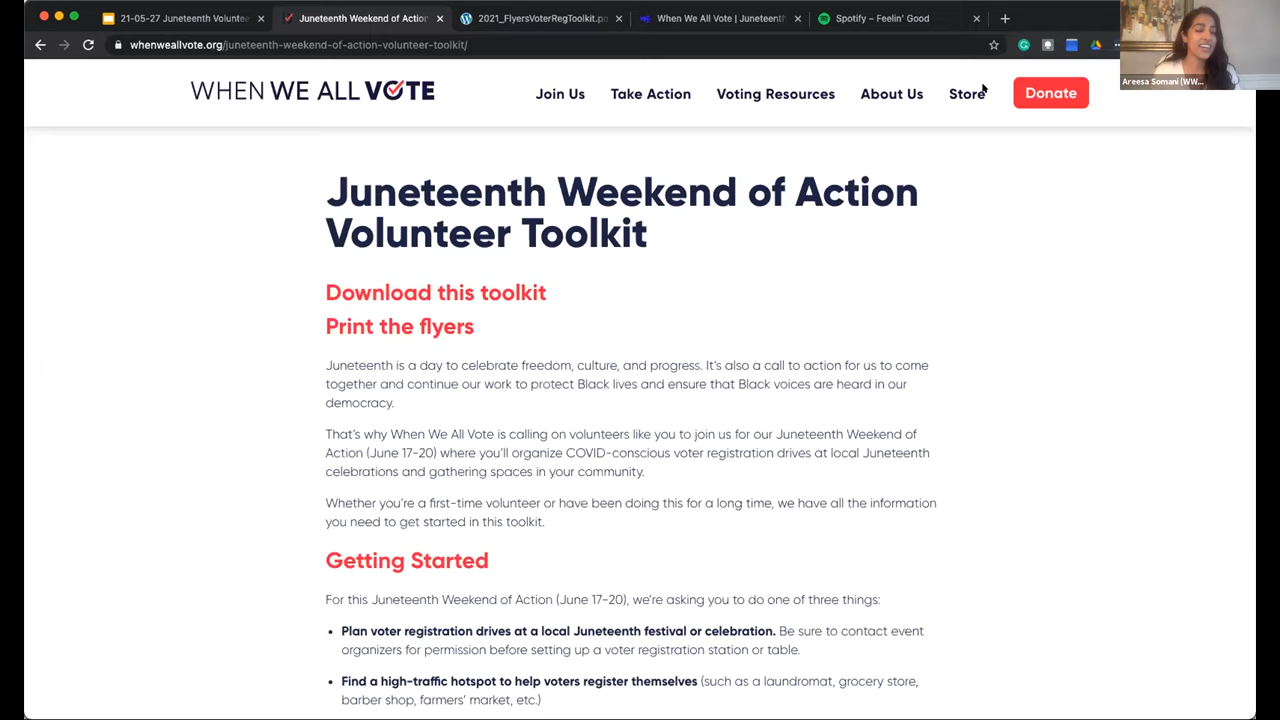 21-05-27 Juneteenth Voluntee
Juneteenth Weekend of Action
2021_FlyersVoterRegToolkit.po
When We All Vote | Juneteenth
Spotify – Feelin' Good
whenweallvote.org/juneteenth-weekend-of-action-volunteer-toolkit/
Areesa Somani (WW...
WHEN WE ALL VOTE
Join Us
Take Action
Voting Resources
About Us
Store
Donate
Juneteenth Weekend of Action
Volunteer Toolkit
Download this toolkit
Print the flyers
Juneteenth is a day to celebrate freedom, culture, and progress. It's also a call to action for us to come
together and continue our work to protect Black lives and ensure that Black voices are heard in our
democracy.
That's why When We All Vote is calling on volunteers like you to join us for our Juneteenth Weekend of
Action (June 17-20) where you'll organize COVID-conscious voter registration drives at local Juneteenth
celebrations and gathering spaces in your community.
Whether you're a first-time volunteer or have been doing this for a long time, we have all the information
you need to get started in this toolkit.
Getting Started
For this Juneteenth Weekend of Action (June 17-20), we're asking you to do one of three things:
• Plan voter registration drives at a local Juneteenth festival or celebration. Be sure to contact event
organizers for permission before setting up a voter registration station or table.
• Find a high-traffic hotspot to help voters register themselves (such as a laundromat, grocery store,
barber shop, farmers' market, etc.)